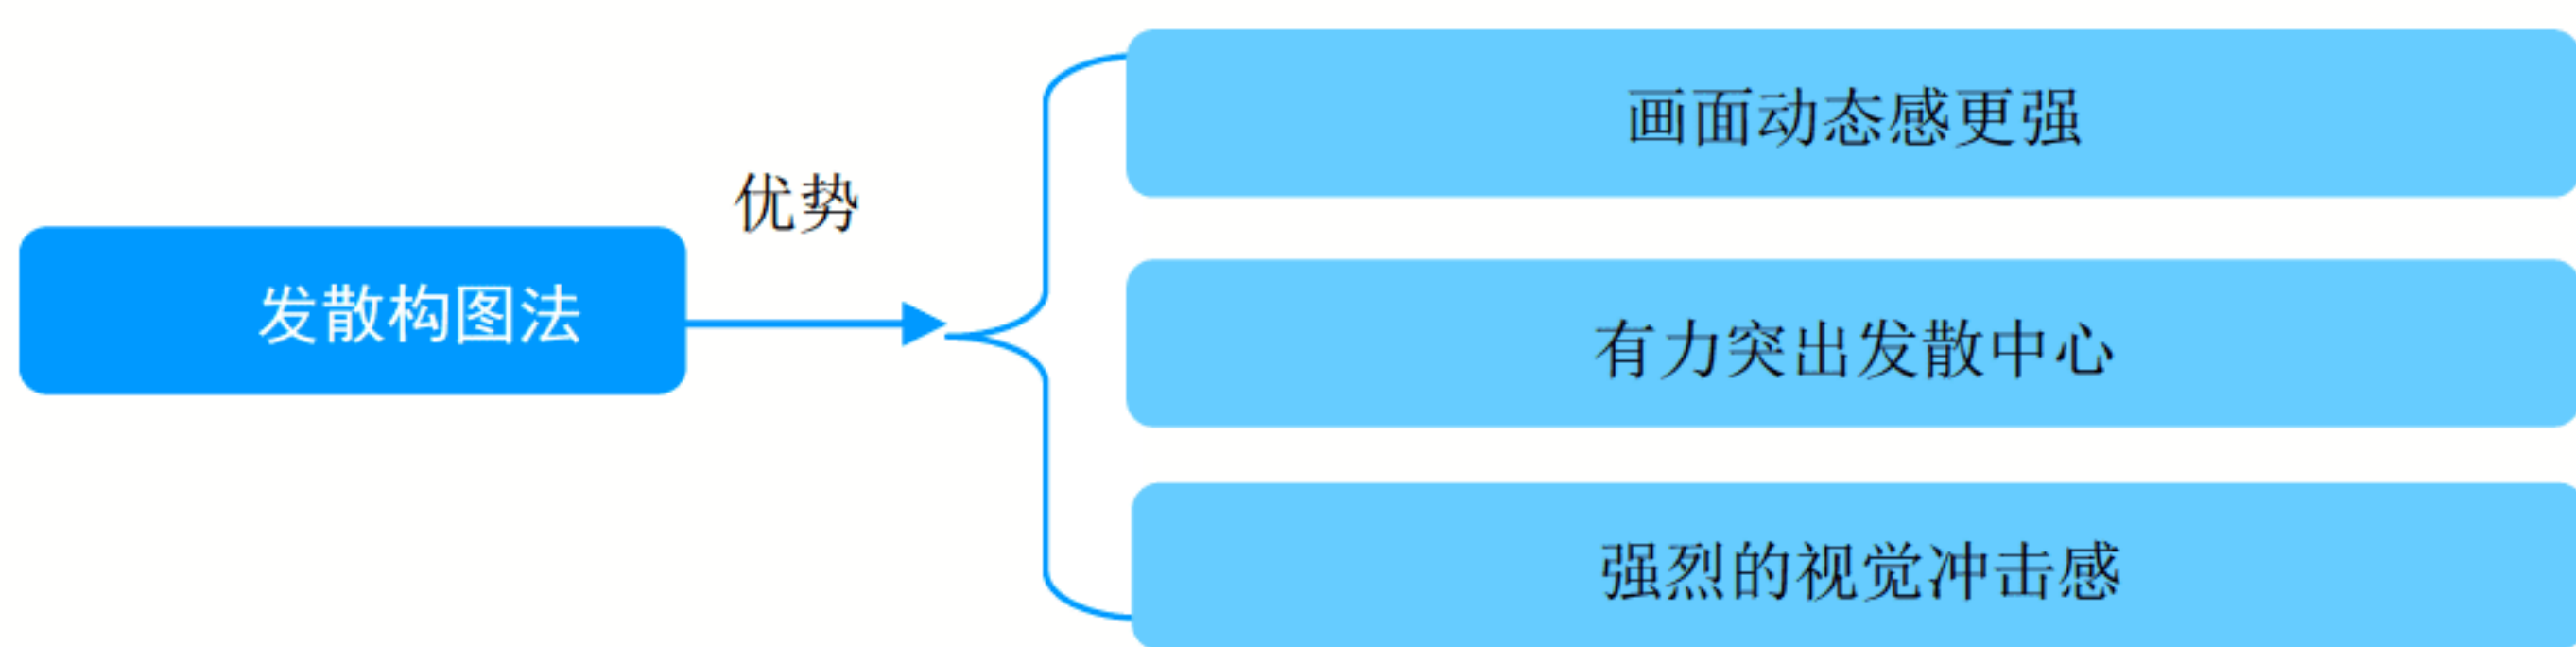 发散构图法
优势
画面动态感更强
有力突出发散中心
强烈的视觉冲击感